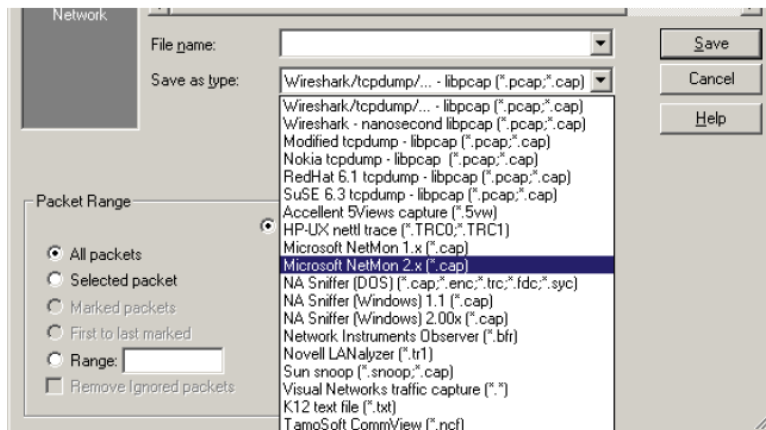 Network
File name:
Save
Save as type:
Wireshark/tcpdump/... - libpcap (*.pcap;*.cap)
Cancel
Wireshark/tcpdump/... - libpcap (*.pcap;*.cap)
Wireshark - nanosecond libpcap (*.pcap;*.cap)
Help
Modified tcpdump - libpcap (*.pcap;*.cap)
Nokia tcpdump - libpcap (*.pcap;*.cap)
RedHat 6.1 tcpdump - libpcap (*.pcap;*.cap)
SuSE 6.3 tcpdump - libpcap (*.pcap;*.cap)
Accellent 5Views capture (*.5vw)
HP-UX nettl trace (*.TRC0;*.TRC1)
Microsoft NetMon 1.x (*.cap)
Microsoft NetMon 2.x (*.cap)
NA Sniffer (DOS) (*.cap;*.enc;*.trc;*.fdc;*.syc)
NA Sniffer (Windows) 1.1 (*.cap)
NA Sniffer (Windows) 2.00x (*.cap)
Network Instruments Observer (*.bfr)
Novell LANalyzer (*.tr1)
Sun snoop (*.snoop;*.cap)
Visual Networks traffic capture (*.*)
K12 text file (*.txt)
TamoSoft CommView (*.ncf)
Packet Range
All packets
Selected packet
Marked packets
First to last marked
Range:
Remove Ignored packets